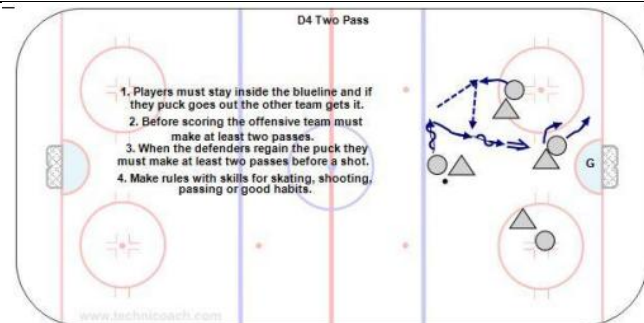 D4 Two Pass
1. Players must stay inside the blueline and if
they puck goes out the other team gets it.
2. Before scoring the offensive team must
make at least two passes.
3. When the defenders regain the puck they
must make at least two passes before a shot.
4. Make rules with skills for skating, shooting,
passing or good habits.
G
www.technicoach.com